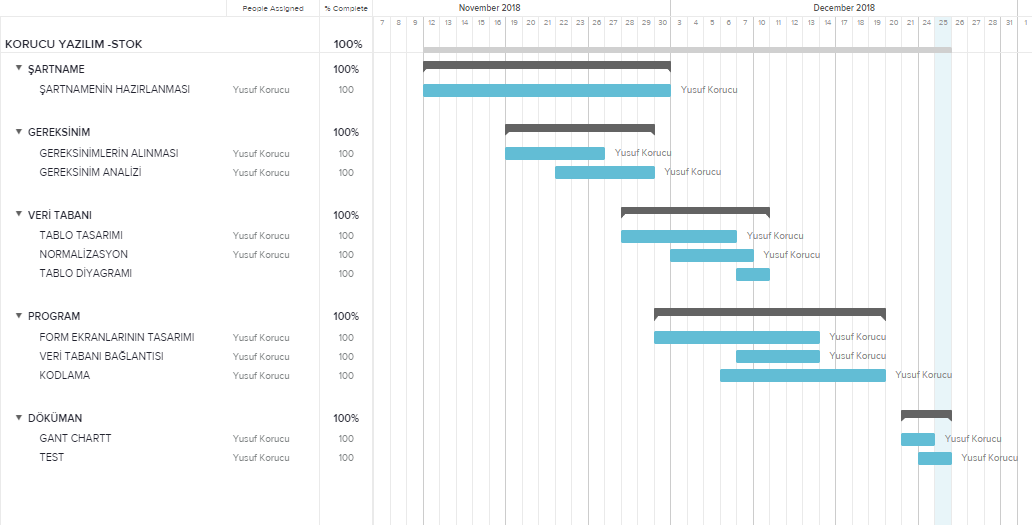 November 2018 December 2018
People Assigned % Complete
7 8 9 12 13 14 15 16 19 20 21 22 23 26 27 28 29 30 3 4 5 6 7 10 11 12 13 14 17 18 19 20 21 24 25 26 27 28 31 1
KORUCU YAZILIM -STOK 100%
ŞARTNAME 100%
ŞARTNAMENİN HAZIRLANMASI Yusuf Korucu 100 Yusuf Korucu
GEREKSİNİM 100%
GEREKSİNİMLERİN ALINMASI Yusuf Korucu 100 Yusuf Korucu
GEREKSİNİM ANALİZİ Yusuf Korucu 100 Yusuf Korucu
VERİ TABANI 100%
TABLO TASARIMI Yusuf Korucu 100 Yusuf Korucu
NORMALİZASYON Yusuf Korucu 100 Yusuf Korucu
TABLO DİYAGRAMI 100
PROGRAM 100%
FORM EKRANLARININ TASARIMI Yusuf Korucu 100 Yusuf Korucu
VERİ TABANI BAĞLANTISI Yusuf Korucu 100 Yusuf Korucu
KODLAMA Yusuf Korucu 100 Yusuf Korucu
DÖKÜMAN 100%
GANT CHARTT Yusuf Korucu 100 Yusuf Korucu
TEST Yusuf Korucu 100 Yusuf Korucu